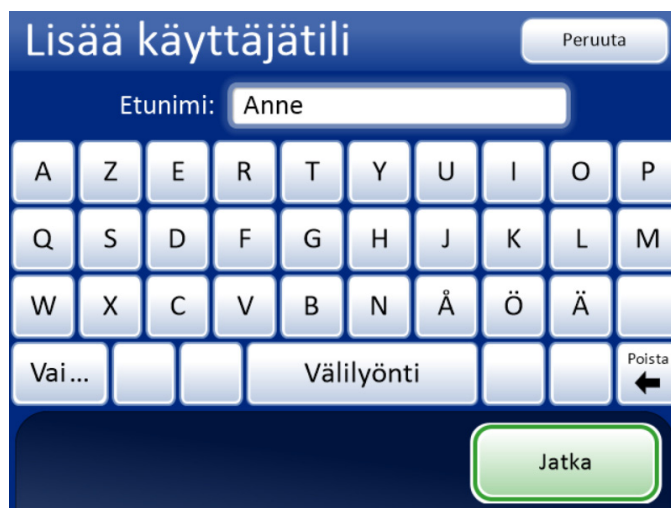 Lisää käyttäjätili
Peruuta
Etunimi: Anne
A Z E R T Y U I O P
Q S D F G H J K L M
W X C V B N Å Ö Ä
Vai... Välilyönti Poista
Jatka